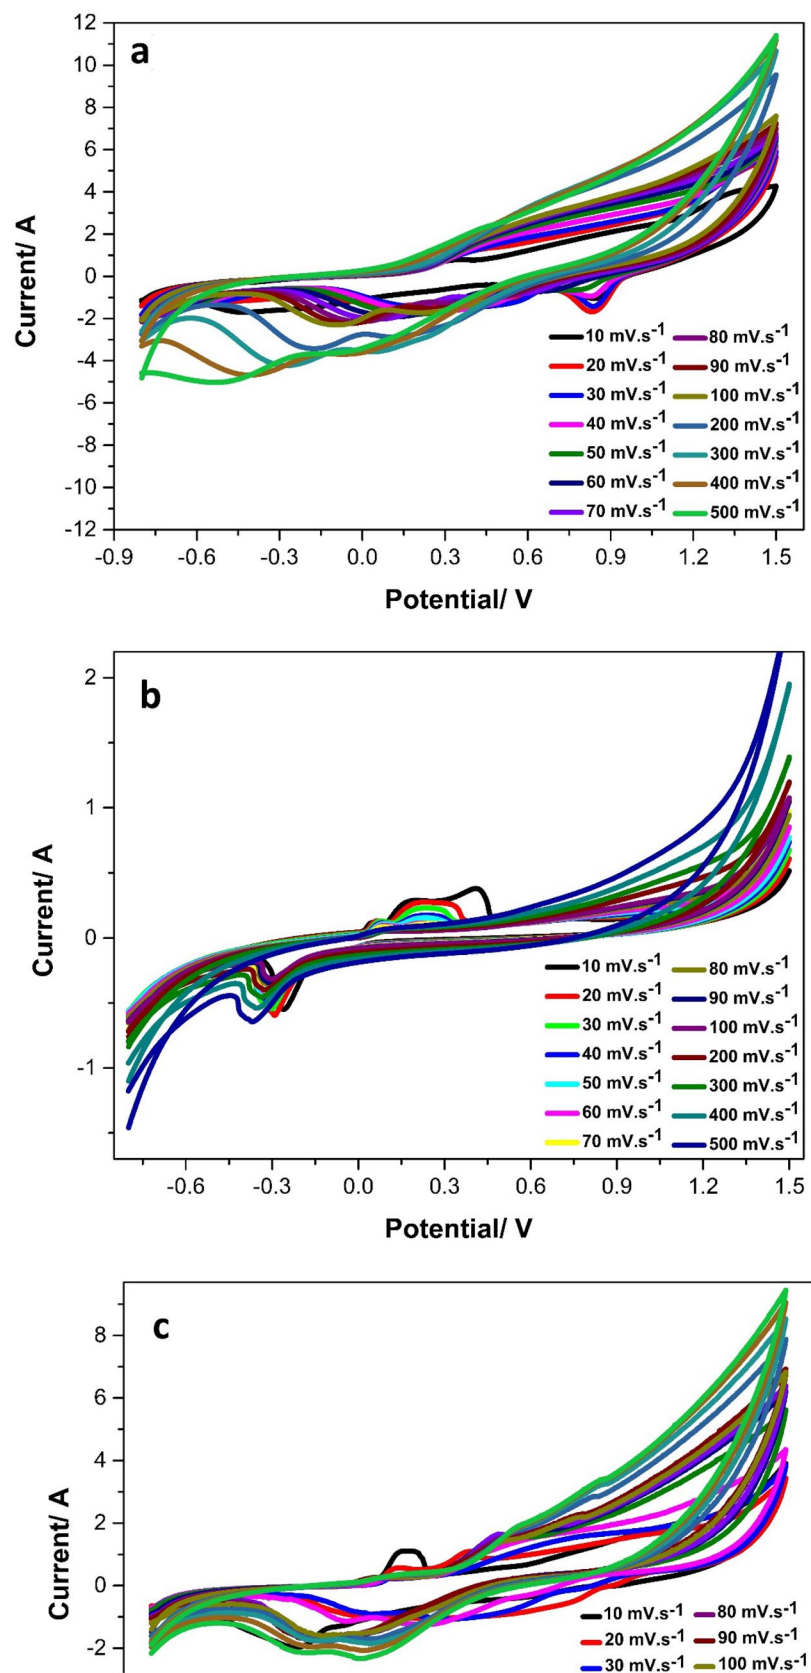 a
12
10
8
6
4
2
0
-2
-4
-6
-8
-10
-12
Current/ A
10 mV.s-1 80 mV.s-1
20 mV.s-1 90 mV.s-1
30 mV.s-1 100 mV.s-1
40 mV.s-1 200 mV.s-1
50 mV.s-1 300 mV.s-1
60 mV.s-1 400 mV.s-1
70 mV.s-1 500 mV.s-1
-0.9 -0.6 -0.3 0.0 0.3 0.6 0.9 1.2 1.5
Potential/ V
b
2
1
0
-1
Current/ A
10 mV.s-1 80 mV.s-1
20 mV.s-1 90 mV.s-1
30 mV.s-1 100 mV.s-1
40 mV.s-1 200 mV.s-1
50 mV.s-1 300 mV.s-1
60 mV.s-1 400 mV.s-1
70 mV.s-1 500 mV.s-1
-0.6 -0.3 0.0 0.3 0.6 0.9 1.2 1.5
Potential/ V
c
8
6
4
2
0
-2
Current/ A
10 mV.s-1 80 mV.s-1
20 mV.s-1 90 mV.s-1
30 mV.s-1 100 mV.s-1